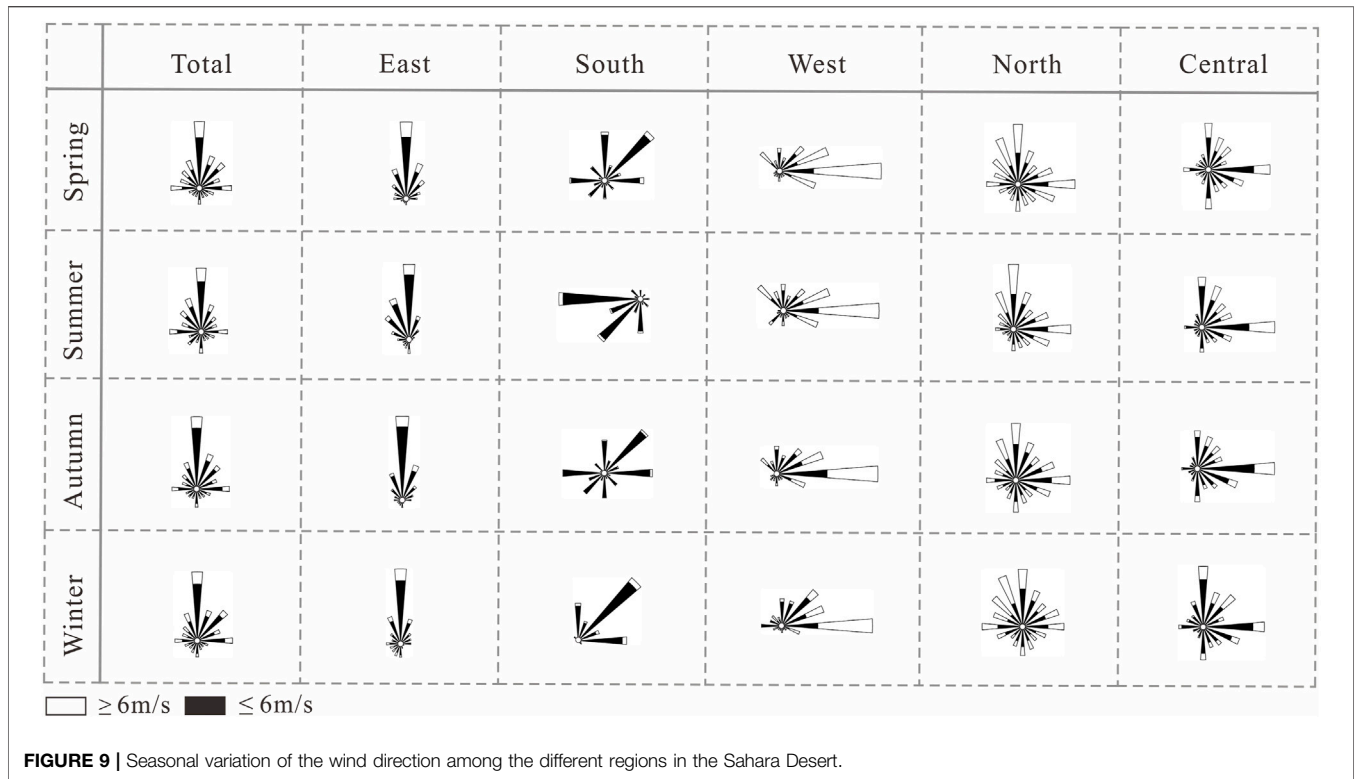 Total East South West North Central
Spring
Summer
Autumn
Winter
≥ 6m/s ≤ 6m/s
FIGURE 9 | Seasonal variation of the wind direction among the different regions in the Sahara Desert.